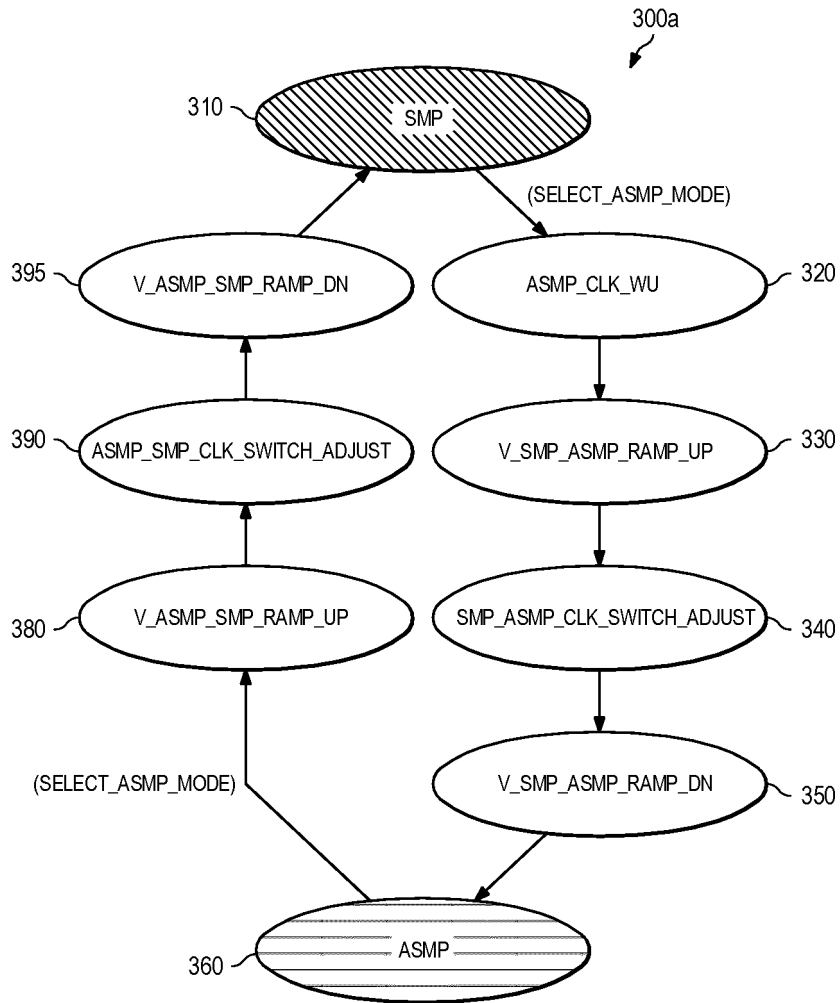 300a
310
SMP
(SELECT_ASMP_MODE)
395
V_ASMP_SMP_RAMP_DN
ASMP_CLK_WU
320
390
ASMP_SMP_CLK_SWITCH_ADJUST
V_SMP_ASMP_RAMP_UP
330
380
V_ASMP_SMP_RAMP_UP
SMP_ASMP_CLK_SWITCH_ADJUST
340
(SELECT_ASMP_MODE)
V_SMP_ASMP_RAMP_DN
350
360
ASMP